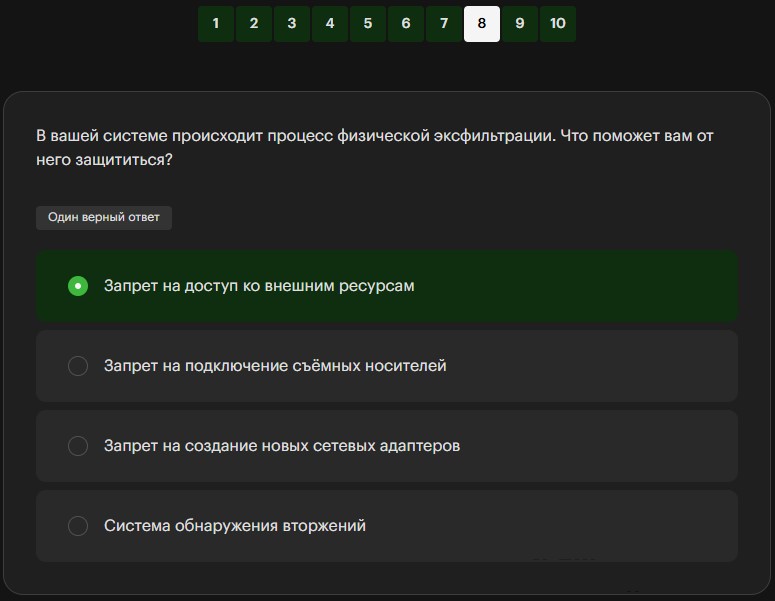 1 2 3 4 5 6 7 8 9 10
В вашей системе происходит процесс физической эксфильтрации. Что поможет вам от
него защититься?
Один верный ответ
Запрет на доступ ко внешним ресурсам
Запрет на подключение съёмных носителей
Запрет на создание новых сетевых адаптеров
Система обнаружения вторжений